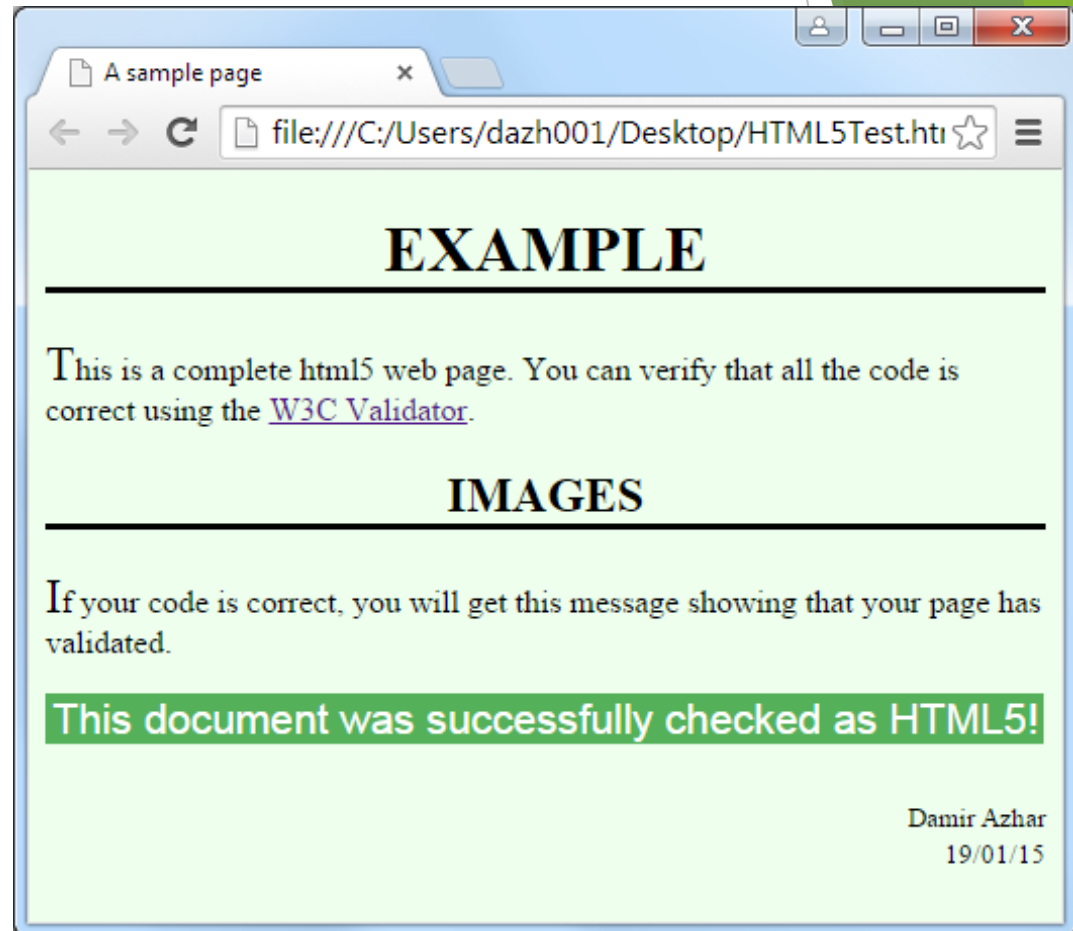 A sample page
file:///C:/Users/dazh001/Desktop/HTML5Test.htm
EXAMPLE
This is a complete html5 web page. You can verify that all the code is
correct using the W3C Validator.
IMAGES
If your code is correct, you will get this message showing that your page has
validated.
This document was successfully checked as HTML5!
Damir Azhar
19/01/15